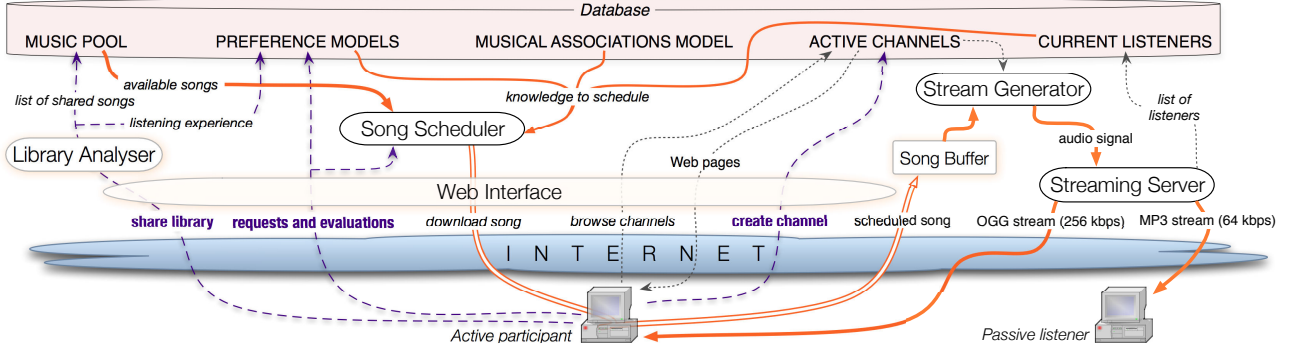 Database
MUSIC POOL
PREFERENCE MODELS
MUSICAL ASSOCIATIONS MODEL
ACTIVE CHANNELS
CURRENT LISTENERS
available songs
list of shared songs
knowledge to schedule
Stream Generator
list of
listeners
listening experience
Song Scheduler
audio signal
Library Analyser
Web pages
Song Buffer
Web Interface
Streaming Server
share library
requests and evaluations
download song
browse channels
create channel
scheduled song
OGG stream (256 kbps)
MP3 stream (64 kbps)
INTERNET
Active participant
Passive listener